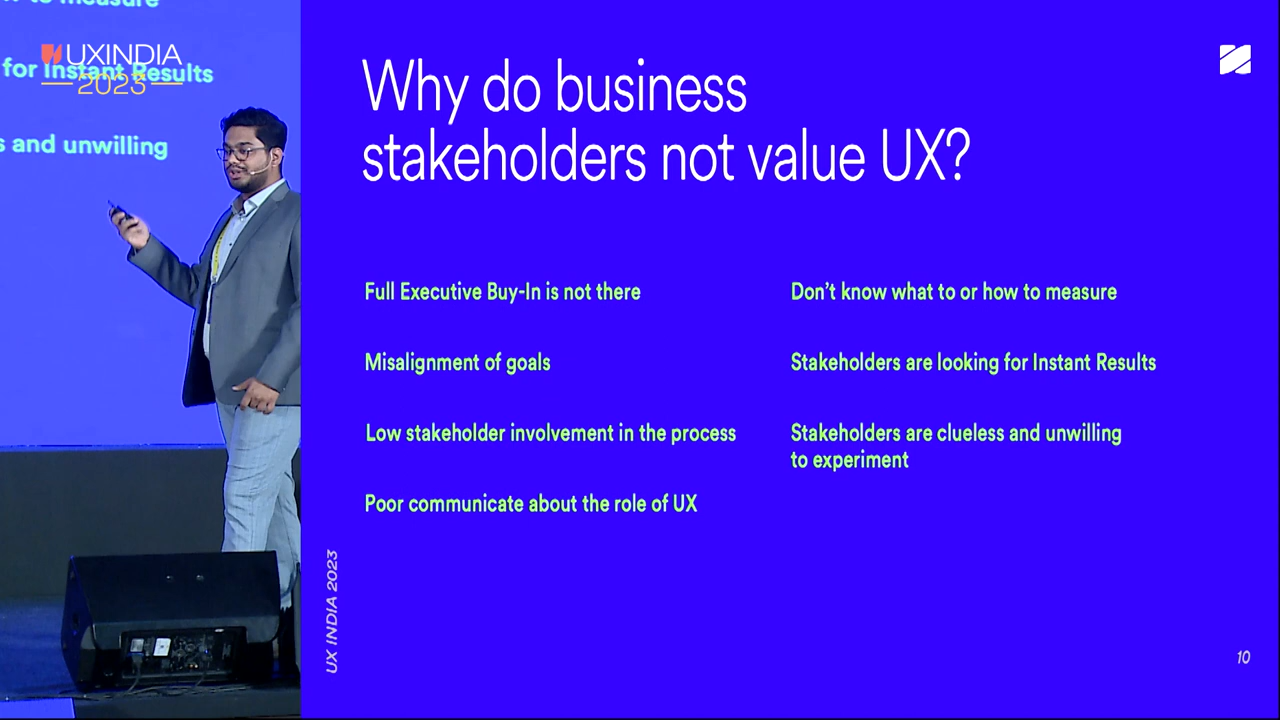 w to measure
UXINDIA
2023
for Instant Results
s and unwilling
Why do business
stakeholders not value UX?
Full Executive Buy-In is not there
Misalignment of goals
Low stakeholder involvement in the process
Poor communicate about the role of UX
Don't know what to or how to measure
Stakeholders are looking for Instant Results
Stakeholders are clueless and unwilling
to experiment
UX INDIA 2023
10